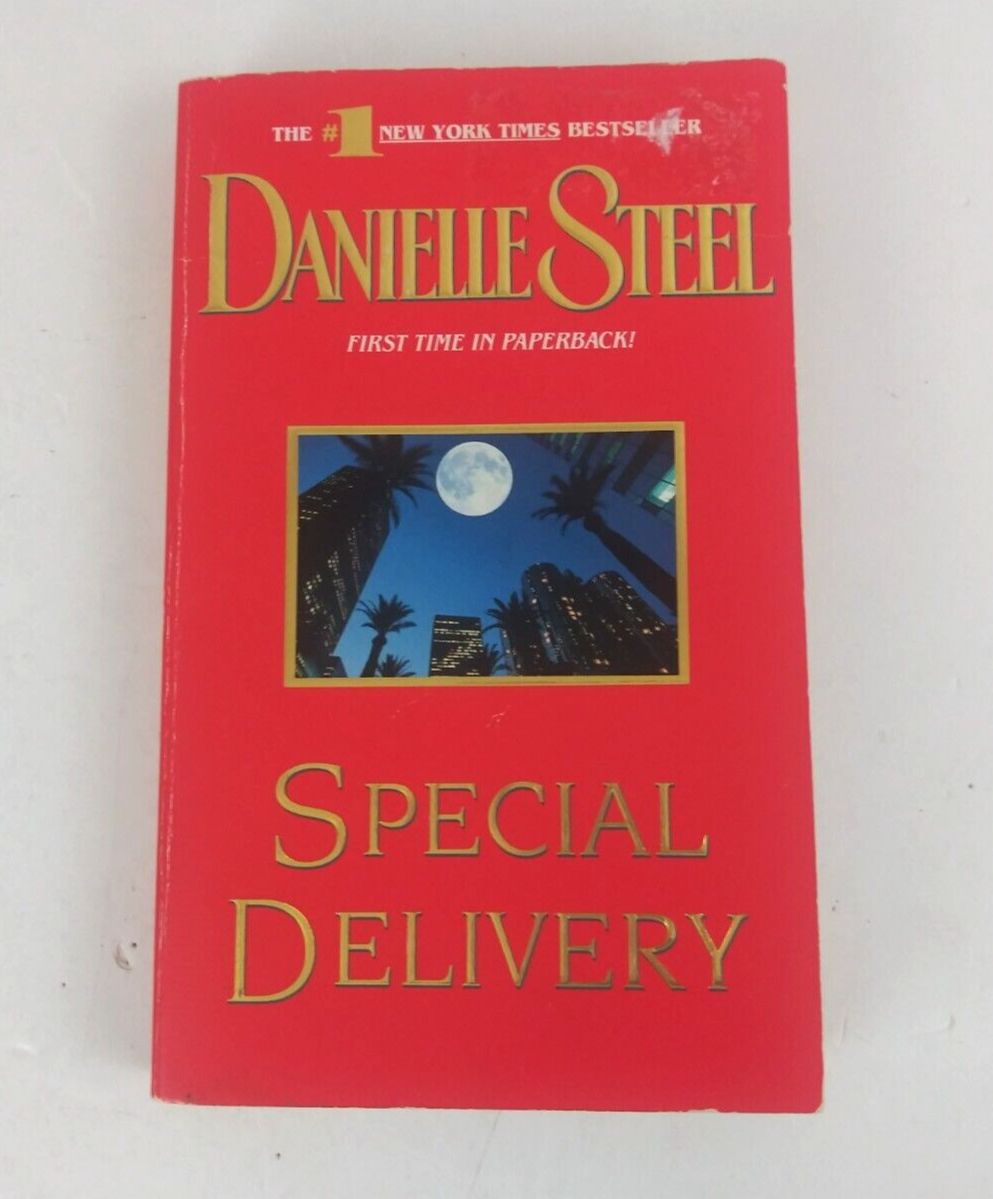 THE #1 NEW YORK TIMES BESTSELLER
DANIELLE STEEL
FIRST TIME IN PAPERBACK!
SPECIAL
DELIVERY